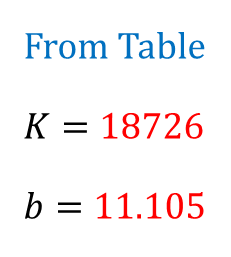 From Table
K = 18726
b = 11.105